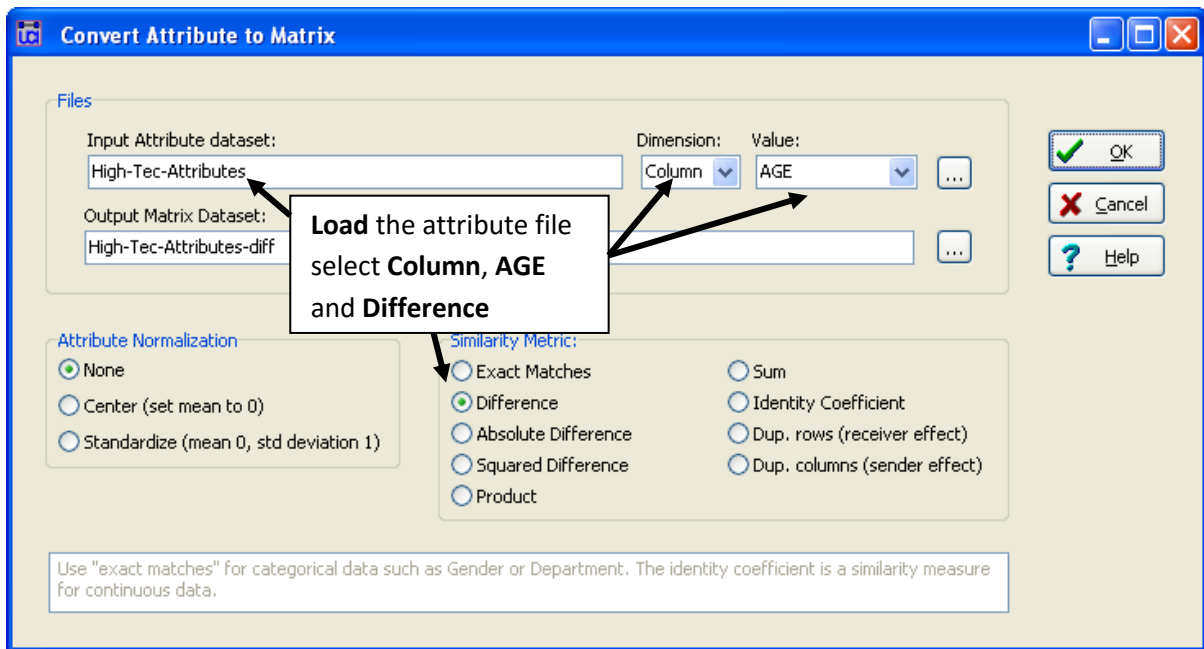 Convert Attribute to Matrix
Files
Input Attribute dataset:
Dimension:
Value:
High-Tec-Attributes
Column
AGE
...
OK
Output Matrix Dataset:
High-Tec-Attributes-diff
...
Cancel
Help
Load the attribute file
select Column, AGE
and Difference
Attribute Normalization
None
Center (set mean to 0)
Standardize (mean 0, std deviation 1)
Similarity Metric:
Exact Matches
Difference
Absolute Difference
Squared Difference
Product
Sum
Identity Coefficient
Dup. rows (receiver effect)
Dup. columns (sender effect)
Use "exact matches" for categorical data such as Gender or Department. The identity coefficient is a similarity measure
for continuous data.